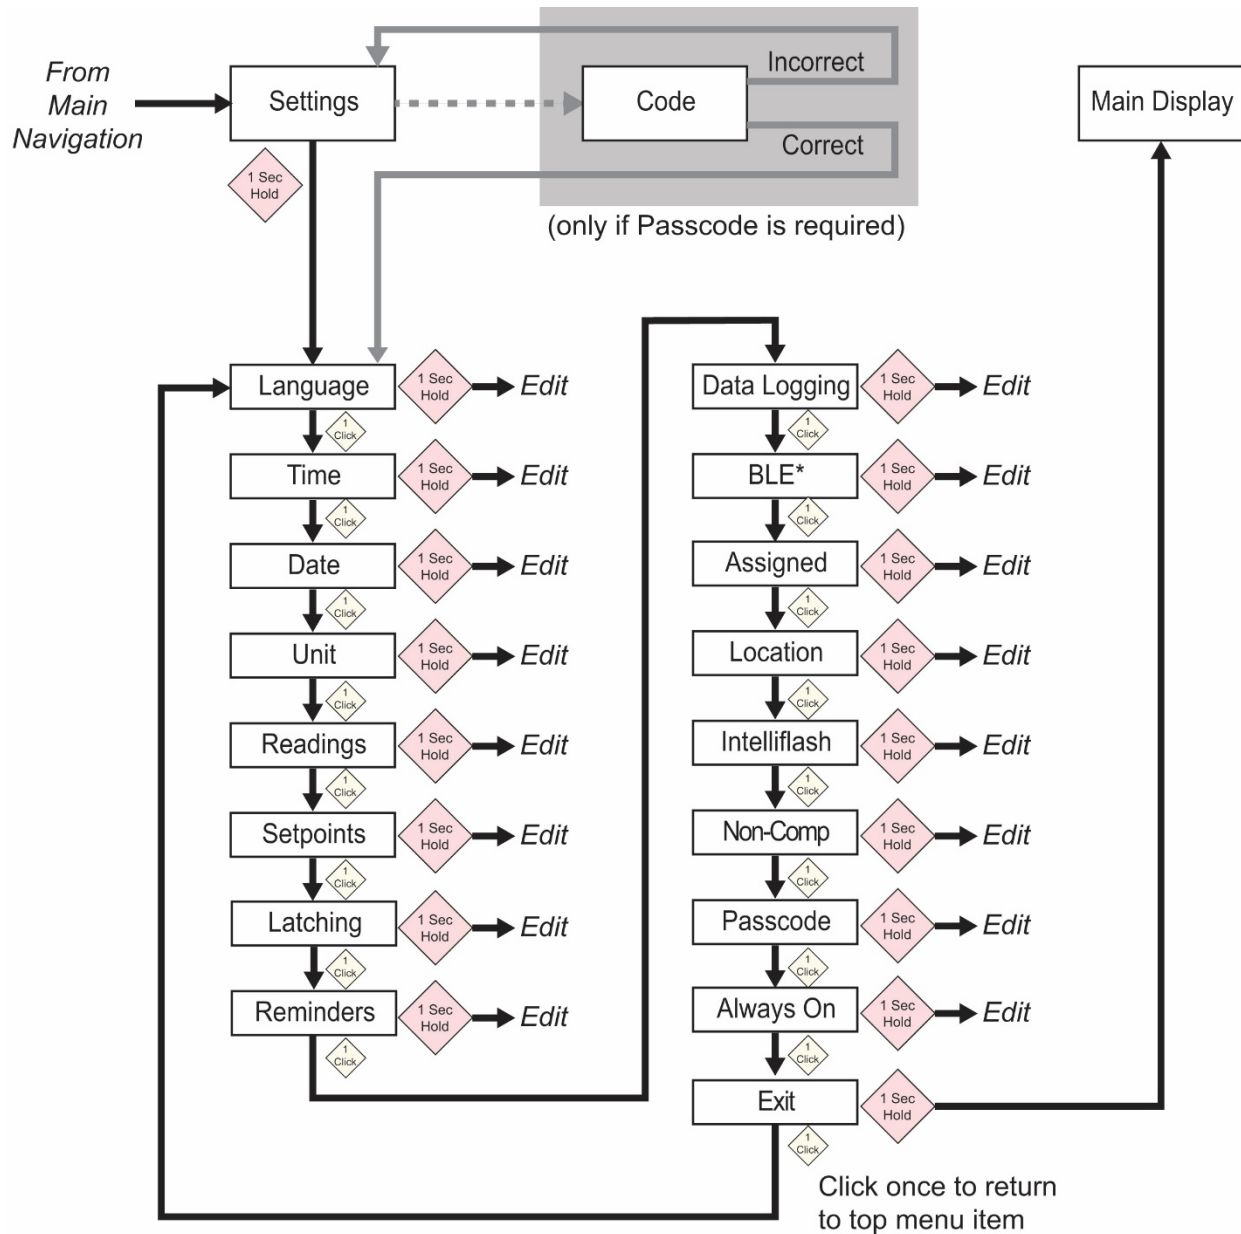 From
Main
Navigation
Settings
Code
Incorrect
Correct
Main Display
1 Sec
Hold
(only if Passcode is required)
Language
1 Sec
Hold
Edit
1
Click
Time
1 Sec
Hold
Edit
1
Click
Date
1 Sec
Hold
Edit
1
Click
Unit
1 Sec
Hold
Edit
1
Click
Readings
1 Sec
Hold
Edit
1
Click
Setpoints
1 Sec
Hold
Edit
1
Click
Latching
1 Sec
Hold
Edit
1
Click
Reminders
1 Sec
Hold
Edit
1
Click
Data Logging
1 Sec
Hold
Edit
1
Click
BLE*
1 Sec
Hold
Edit
1
Click
Assigned
1 Sec
Hold
Edit
1
Click
Location
1 Sec
Hold
Edit
1
Click
Intelliflash
1 Sec
Hold
Edit
1
Click
Non-Comp
1 Sec
Hold
Edit
1
Click
Passcode
1 Sec
Hold
Edit
1
Click
Always On
1 Sec
Hold
Edit
1
Click
Exit
1 Sec
Hold
1
Click
Click once to return
to top menu item